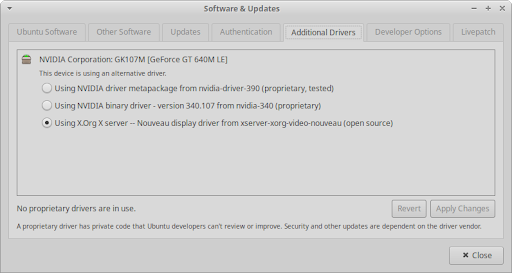 Software & Updates
Ubuntu Software
Other Software
Updates
Authentication
Additional Drivers
Developer Options
Livepatch
NVIDIA Corporation: GK107M [GeForce GT 640M LE]
This device is using an alternative driver.
Using NVIDIA driver metapackage from nvidia-driver-390 (proprietary, tested)
Using NVIDIA binary driver - version 340.107 from nvidia-340 (proprietary)
Using X.Org X server -- Nouveau display driver from xserver-xorg-video-nouveau (open source)
No proprietary drivers are in use.
Revert
Apply Changes
A proprietary driver has private code that Ubuntu developers can't review or improve. Security and other updates are dependent on the driver vendor.
Close